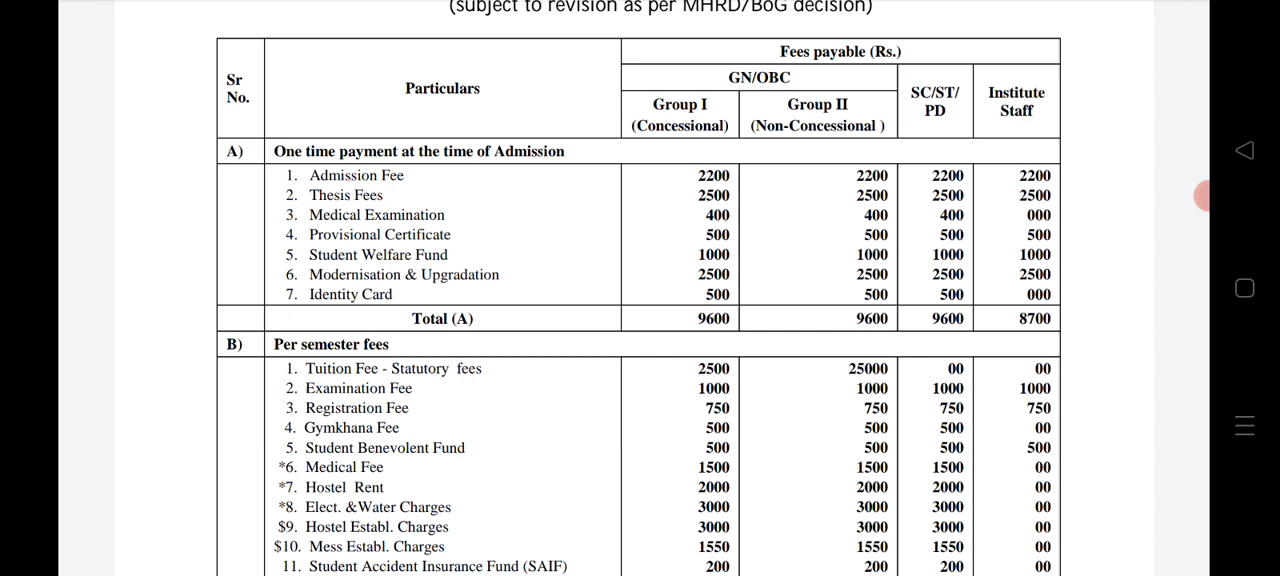 (subject to revision as per MHRD/BoG decision)
Sr No. Particulars Fees payable (Rs.)
GN/OBC SC/ST/ PD Institute Staff
Group I (Concessional) Group II (Non-Concessional )
A) One time payment at the time of Admission
1. Admission Fee 2200 2200 2200 2200
2. Thesis Fees 2500 2500 2500 2500
3. Medical Examination 400 400 400 000
4. Provisional Certificate 500 500 500 500
5. Student Welfare Fund 1000 1000 1000 1000
6. Modernisation & Upgradation 2500 2500 2500 2500
7. Identity Card 500 500 500 000
Total (A) 9600 9600 9600 8700
B) Per semester fees
1. Tuition Fee - Statutory fees 2500 25000 00 00
2. Examination Fee 1000 1000 1000 1000
3. Registration Fee 750 750 750 750
4. Gymkhana Fee 500 500 500 00
5. Student Benevolent Fund 500 500 500 500
*6. Medical Fee 1500 1500 1500 00
*7. Hostel Rent 2000 2000 2000 00
*8. Elect. &Water Charges 3000 3000 3000 00
$9. Hostel Establ. Charges 3000 3000 3000 00
$10. Mess Establ. Charges 1550 1550 1550 00
11. Student Accident Insurance Fund (SAIF) 200 200 200 00